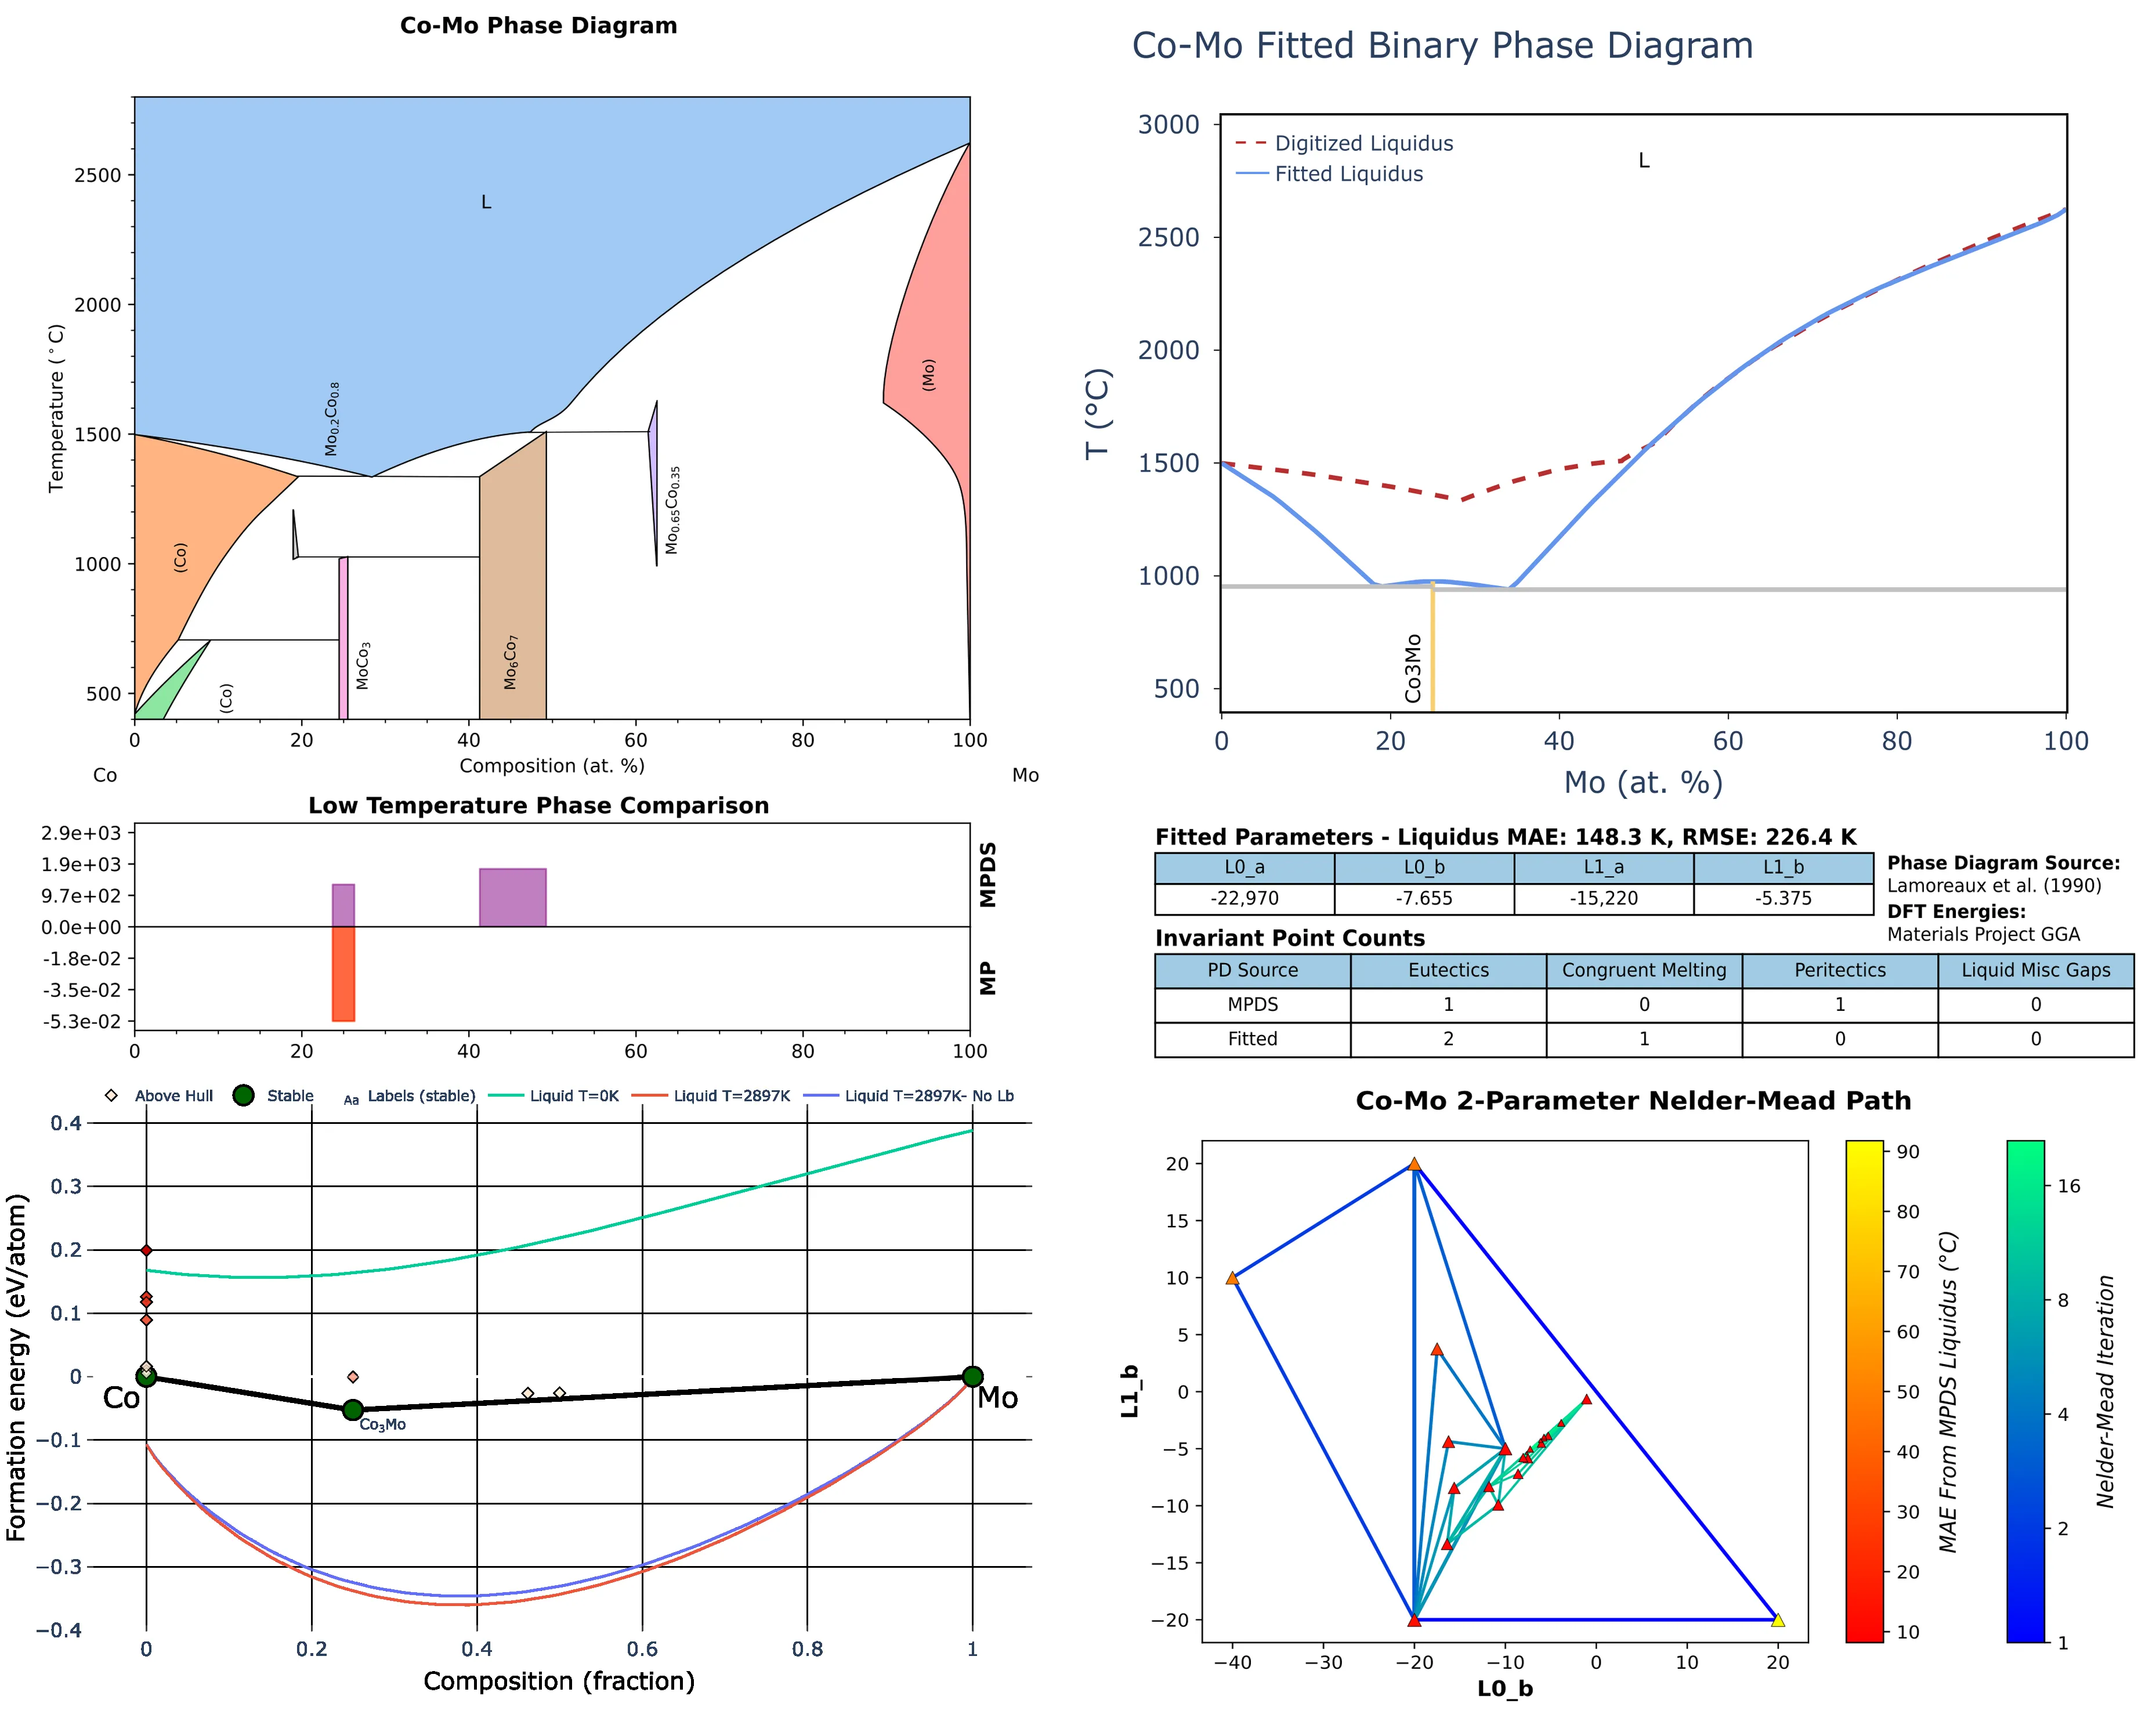 Co-Mo Phase Diagram
2500
2000
1500
1000
500
Temperature (°C)
L
Mo0.2Co0.8
(Co)
(Co)
MoCo3
Mo6Co7
Mo0.65Co0.35
(Mo)
0 20 40 60 80 100
Composition (at. %)
Co
Mo
Co-Mo Fitted Binary Phase Diagram
3000
2500
2000
1500
1000
500
T (°C)
Digitized Liquidus
Fitted Liquidus
L
Co3Mo
0 20 40 60 80 100
Mo (at. %)
Low Temperature Phase Comparison
2.9e+03
1.9e+03
9.7e+02
0.0e+00
-1.8e-02
-3.5e-02
-5.3e-02
MPDS
MP
0 20 40 60 80 100
Fitted Parameters - Liquidus MAE: 148.3 K, RMSE: 226.4 K
L0_a L0_b L1_a L1_b
-22,970 -7.655 -15,220 -5.375
Phase Diagram Source:
Lamoreaux et al. (1990)
DFT Energies:
Materials Project GGA
Invariant Point Counts
PD Source Eutectics Congruent Melting Peritectics Liquid Misc Gaps
MPDS 1 0 1 0
Fitted 2 1 0 0
Above Hull Stable Aa Labels (stable) Liquid T=0K Liquid T=2897K Liquid T=2897K- No Lb
0.4
0.3
0.2
0.1
0
−0.1
−0.2
−0.3
−0.4
Formation energy (eV/atom)
Co
Co3Mo
Mo
0 0.2 0.4 0.6 0.8 1
Composition (fraction)
Co-Mo 2-Parameter Nelder-Mead Path
20
15
10
5
0
−5
−10
−15
−20
L1_b
−40 −30 −20 −10 0 10 20
L0_b
90
80
70
60
50
40
30
20
10
MAE From MPDS Liquidus (°C)
16
8
4
2
1
Nelder-Mead Iteration